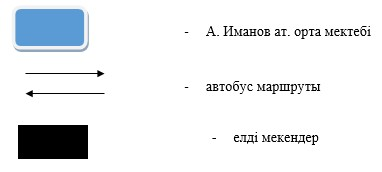 - А. Иманов ат. орта мектебі
- автобус маршруты
- елді мекендер